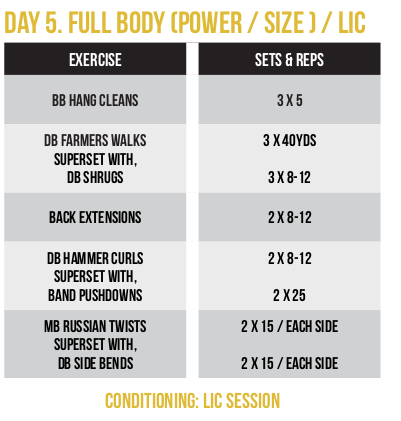 DAY 5. FULL BODY (POWER / SIZE ) / LIC
EXERCISE
SETS & REPS
BB HANG CLEANS
3 X 5
DB FARMERS WALKS
SUPERSET WITH,
DB SHRUGS
3 X 40YDS
3 X 8-12
BACK EXTENSIONS
2 X 8-12
DB HAMMER CURLS
SUPERSET WITH,
BAND PUSHDOWNS
2 X 8-12
2 X 25
MB RUSSIAN TWISTS
SUPERSET WITH,
DB SIDE BENDS
2 X 15 / EACH SIDE
2 X 15 / EACH SIDE
CONDITIONING: LIC SESSION